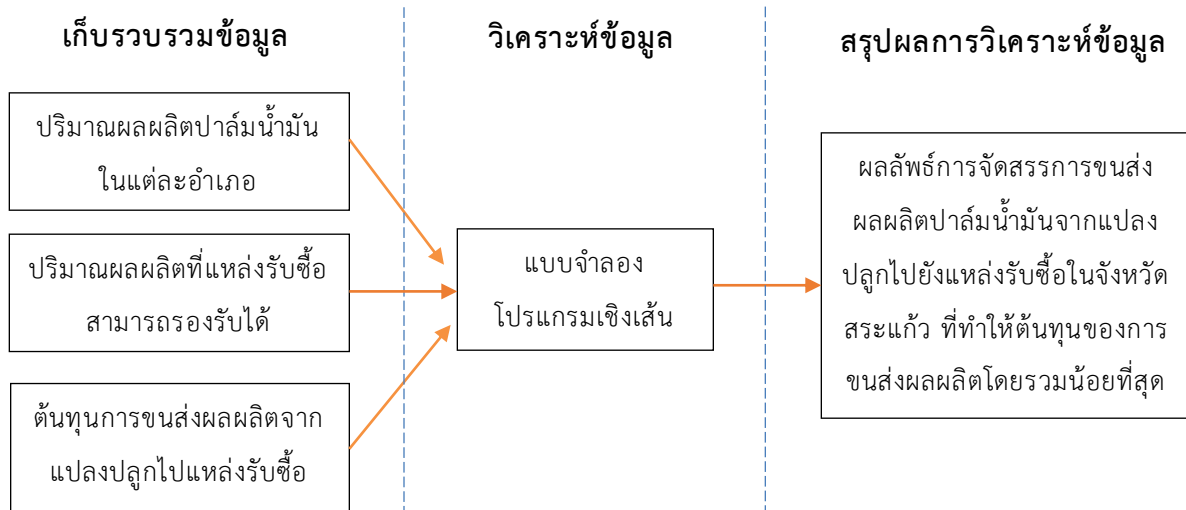 เก็บรวบรวมข้อมูล
ปริมาณผลผลิตปาล์มน้ำมัน
ในแต่ละอำเภอ
ปริมาณผลผลิตที่แหล่งรับซื้อ
สามารถรองรับได้
ต้นทุนการขนส่งผลผลิตจาก
แปลงปลูกไปแหล่งรับซื้อ
วิเคราะห์ข้อมูล
แบบจำลอง
โปรแกรมเชิงเส้น
สรุปผลการวิเคราะห์ข้อมูล
ผลลัพธ์การจัดสรรการขนส่ง
ผลผลิตปาล์มน้ำมันจากแปลง
ปลูกไปยังแหล่งรับซื้อในจังหวัด
สระแก้ว ที่ทำให้ต้นทุนของการ
ขนส่งผลผลิตโดยรวมน้อยที่สุด